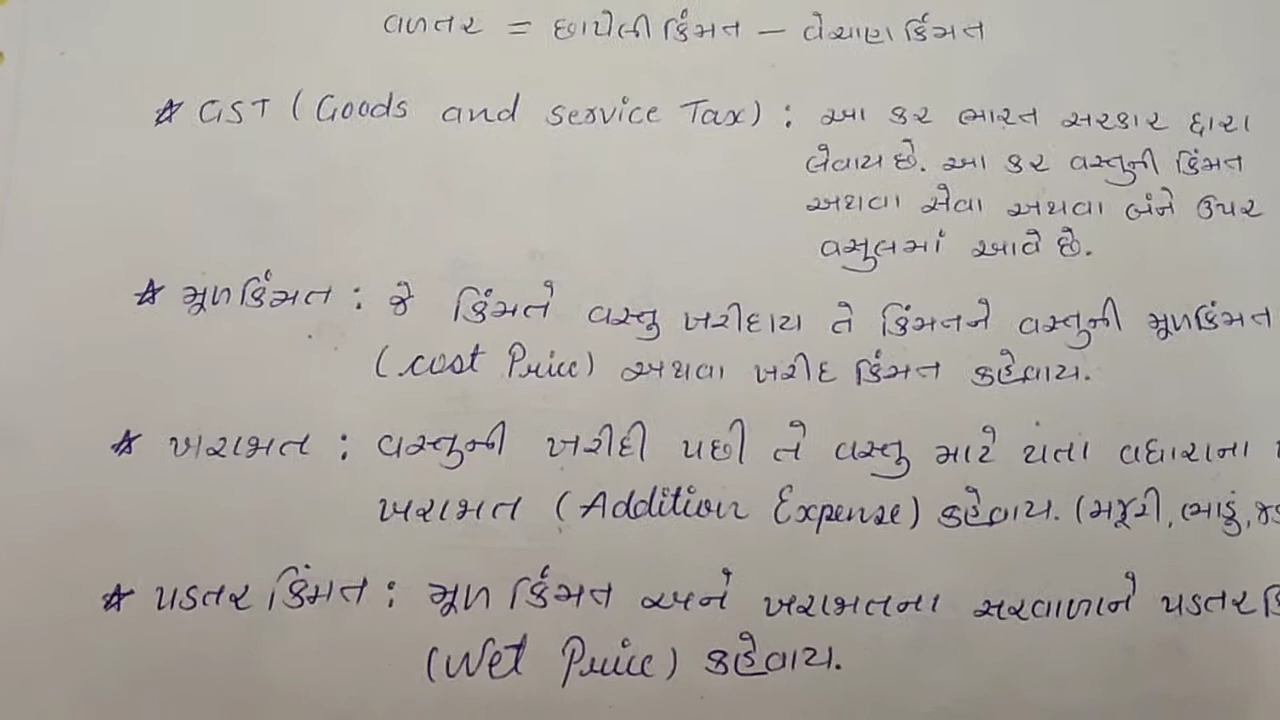 વળતર = છાપેલી કિંમત – વેચાણ કિંમત
* GST (Goods and service Tax) : આ કર ભારત સરકાર દ્વારા
લેવાય છે. આ કર વસ્તુની કિંમત
અથવા સેવા અથવા બંને ઉપર
વસુલમાં આવે છે.
* મૂળકિંમત : જે કિંમતે વસ્તુ ખરીદાય તે કિંમતને વસ્તુની મૂળકિંમત
(cost Price) અથવા ખરીદ કિંમત કહેવાય.
* ખરાજાત : વસ્તુની ખરીદી પછી તે વસ્તુ માટે થતા વધારાના
ખરાજાત (Addition Expense) કહેવાય. (મજૂરી, ભાડું,
* પડતર કિંમત : મૂળ કિંમત અને ખરાજાતના સરવાળાને પડતર
(Net Price) કહેવાય.